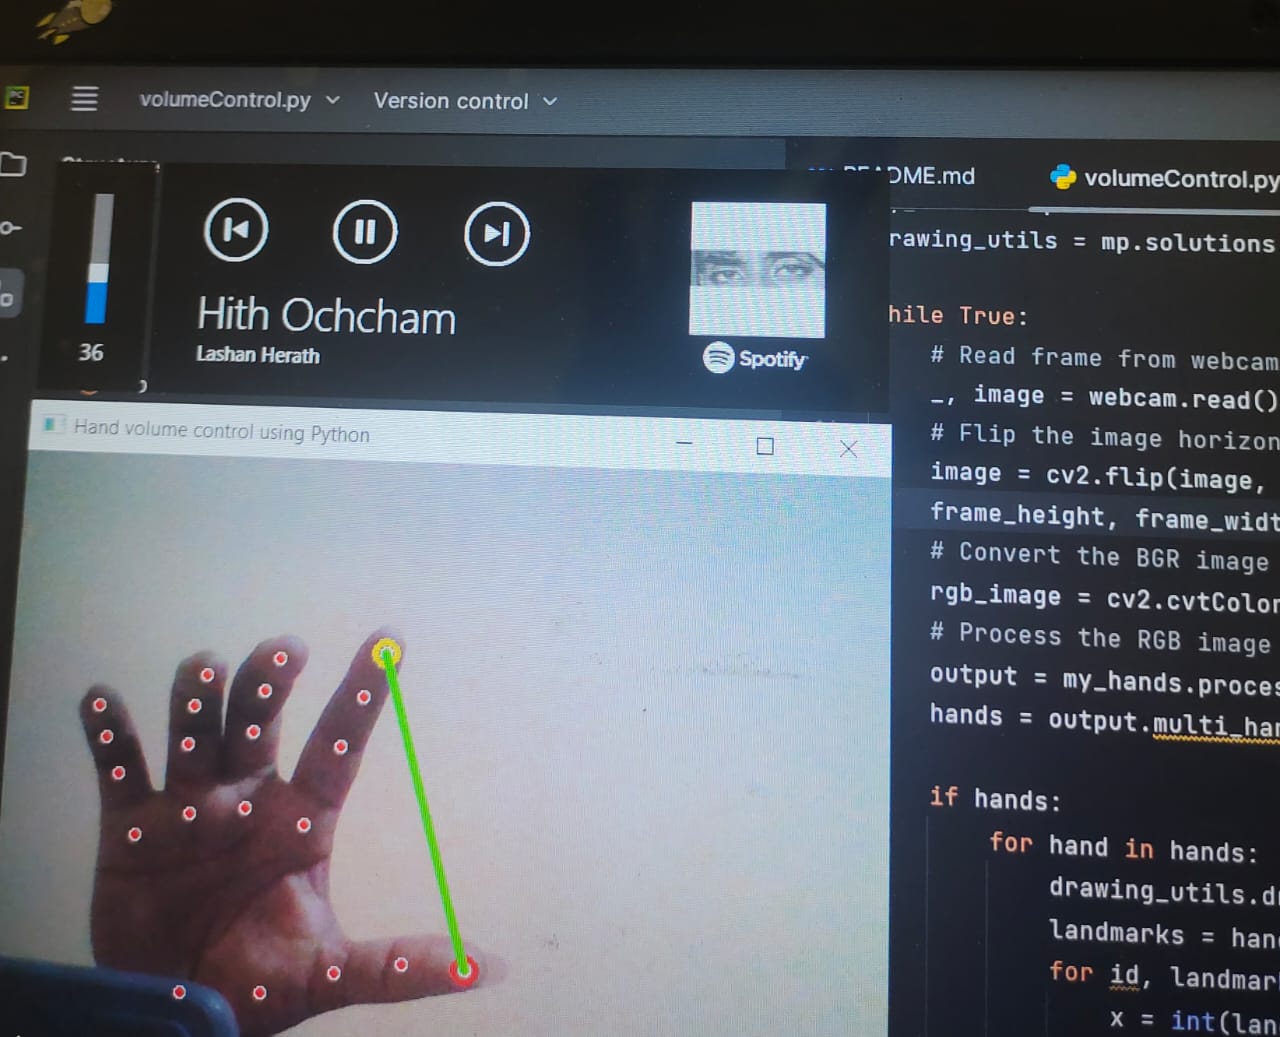 volumeControl.py
Version control
README.md
volumeControl.py
36
Hith Ochcham
Lashan Herath
Spotify
Hand volume control using Python
rawing_utils = mp.solutions
hile True:
# Read frame from webcam
_, image = webcam.read()
# Flip the image horizon
image = cv2.flip(image,
frame_height, frame_widt
# Convert the BGR image
rgb_image = cv2.cvtColor
# Process the RGB image
output = my_hands.proces
hands = output.multi_han
if hands:
for hand in hands:
drawing_utils.d
landmarks = han
for id, landmar
x = int(lan